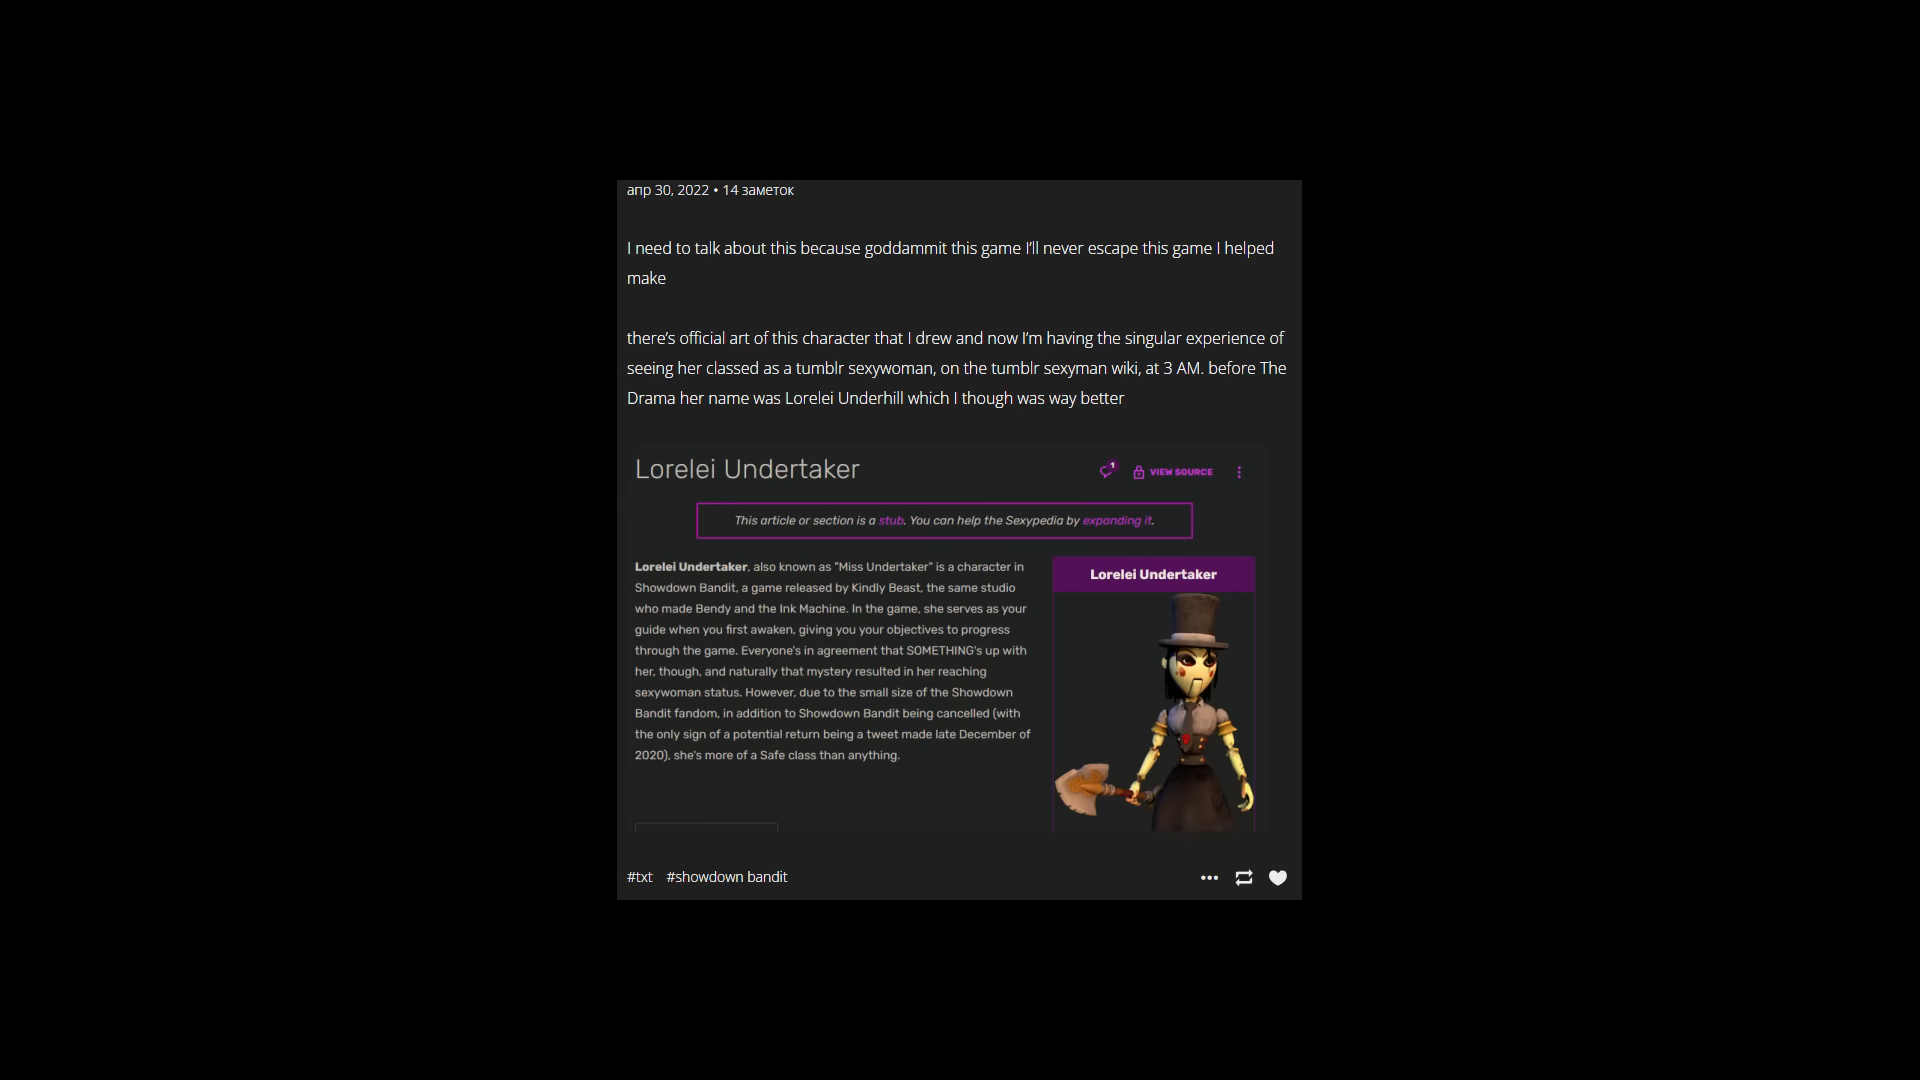 апр 30, 2022 • 14 заметок
I need to talk about this because goddammit this game I'll never escape this game I helped
make
there's official art of this character that I drew and now I'm having the singular experience of
seeing her classed as a tumblr sexywoman, on the tumblr sexyman wiki, at 3 AM. before The
Drama her name was Lorelei Underhill which I though was way better
Lorelei Undertaker
1
VIEW SOURCE
This article or section is a stub. You can help the Sexypedia by expanding it.
Lorelei Undertaker, also known as "Miss Undertaker" is a character in
Showdown Bandit, a game released by Kindly Beast, the same studio
who made Bendy and the Ink Machine. In the game, she serves as your
guide when you first awaken, giving you your objectives to progress
through the game. Everyone's in agreement that SOMETHING's up with
her, though, and naturally that mystery resulted in her reaching
sexywoman status. However, due to the small size of the Showdown
Bandit fandom, in addition to Showdown Bandit being cancelled (with
the only sign of a potential return being a tweet made late December of
2020), she's more of a Safe class than anything.
Lorelei Undertaker
#txt #showdown bandit